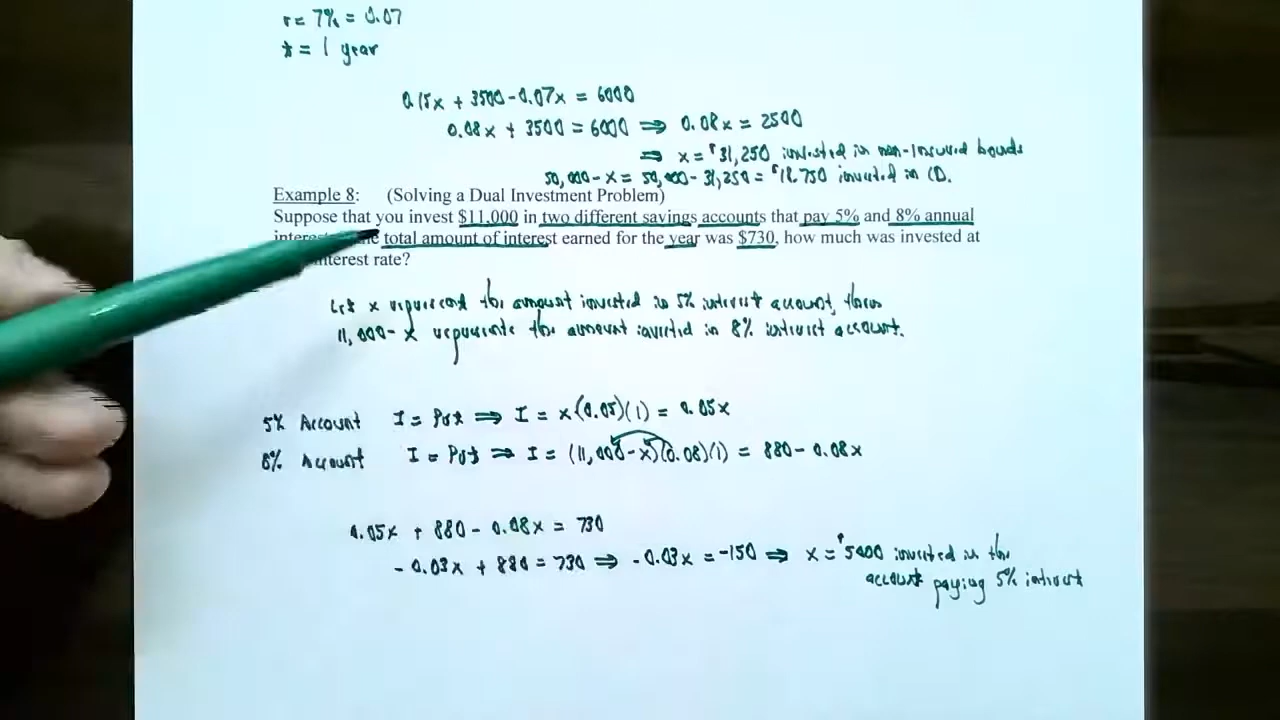 r = 7% = 0.07
t = 1 year
0.15x + 3500 - 0.07x = 6000
0.08x + 3500 = 6000 ⇒ 0.08x = 2500
⇒ x = $31,250 invested in non-insured bonds
50,000 - x = 50,000 - 31,250 = $18,750 invested in CD.
Example 8: (Solving a Dual Investment Problem)
Suppose that you invest $11,000 in two different savings accounts that pay 5% and 8% annual
total amount of interest earned for the year was $730, how much was invested at
interest rate?
Let x represent the amount invested in 5% interest account, then
11,000 - x represents the amount invested in 8% interest account.
5% Account I = Prt ⇒ I = x(0.05)(1) = 0.05x
8% Account I = Prt ⇒ I = (11,000 - x)(0.08)(1) = 880 - 0.08x
0.05x + 880 - 0.08x = 730
- 0.03x + 880 = 730 ⇒ - 0.03x = -150 ⇒ x = $5000 invested in the
account paying 5% interest